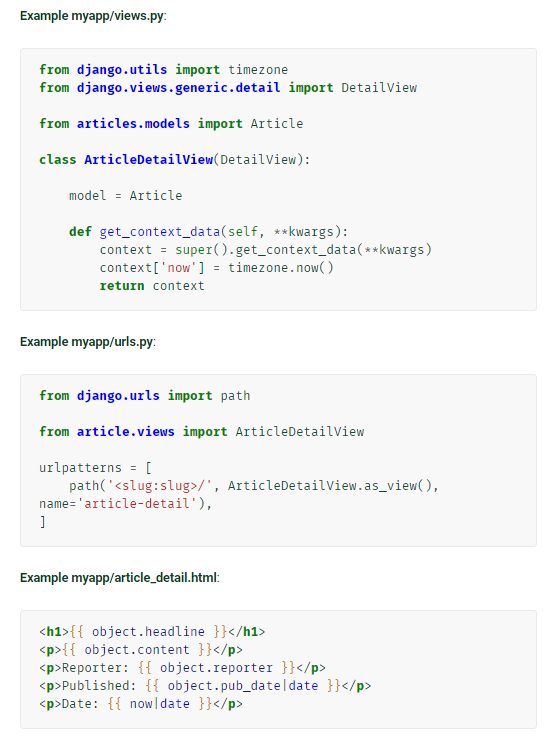 Example myapp/views.py:
from django.utils import timezone
from django.views.generic.detail import DetailView
from articles.models import Article
class ArticleDetailView(DetailView):
    model = Article
    def get_context_data(self, **kwargs):
        context = super().get_context_data(**kwargs)
        context['now'] = timezone.now()
        return context
Example myapp/urls.py:
from django.urls import path
from article.views import ArticleDetailView
urlpatterns = [
    path('<slug:slug>/', ArticleDetailView.as_view(),
name='article-detail'),
]
Example myapp/article_detail.html:
<h1>{{ object.headline }}</h1>
<p>{{ object.content }}</p>
<p>Reporter: {{ object.reporter }}</p>
<p>Published: {{ object.pub_date|date }}</p>
<p>Date: {{ now|date }}</p>